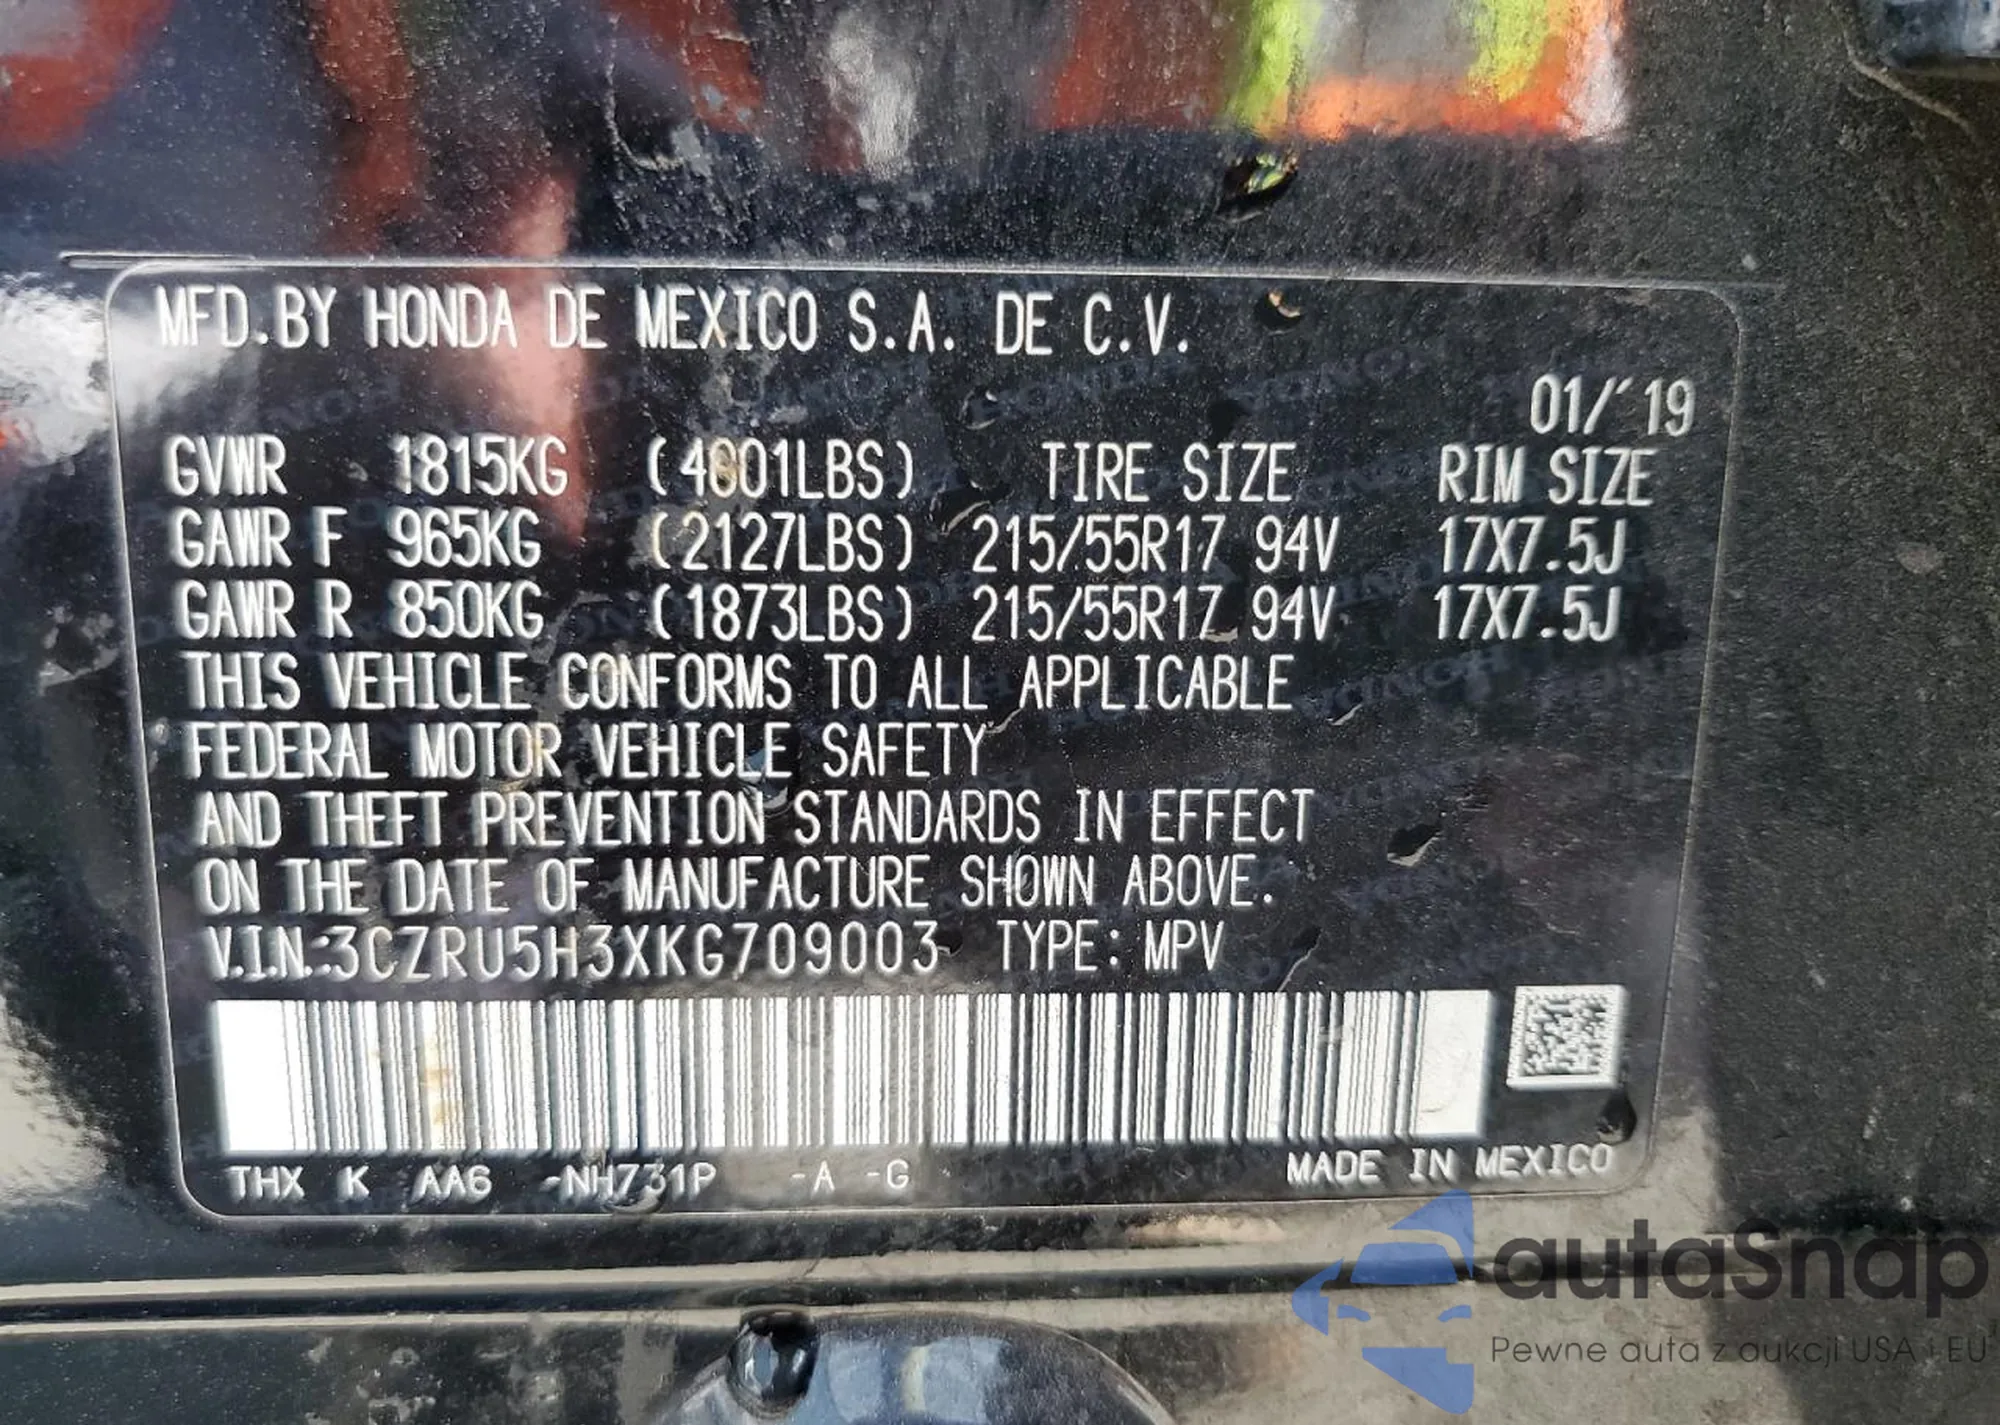 MFD.BY HONDA DE MEXICO S.A. DE C.V.
01/'19
GVWR 1815KG (4001LBS) TIRE SIZE RIM SIZE
GAWR F 965KG (2127LBS) 215/55R17 94V 17X7.5J
GAWR R 850KG (1873LBS) 215/55R17 94V 17X7.5J
THIS VEHICLE CONFORMS TO ALL APPLICABLE
FEDERAL MOTOR VEHICLE SAFETY
AND THEFT PREVENTION STANDARDS IN EFFECT
ON THE DATE OF MANUFACTURE SHOWN ABOVE.
V.I.N.:3CZRU5H3XKG709003 TYPE: MPV
THX K AA6 -NH731P -A -G
MADE IN MEXICO
autaSnap
Pewne auta z aukcji USA i EU